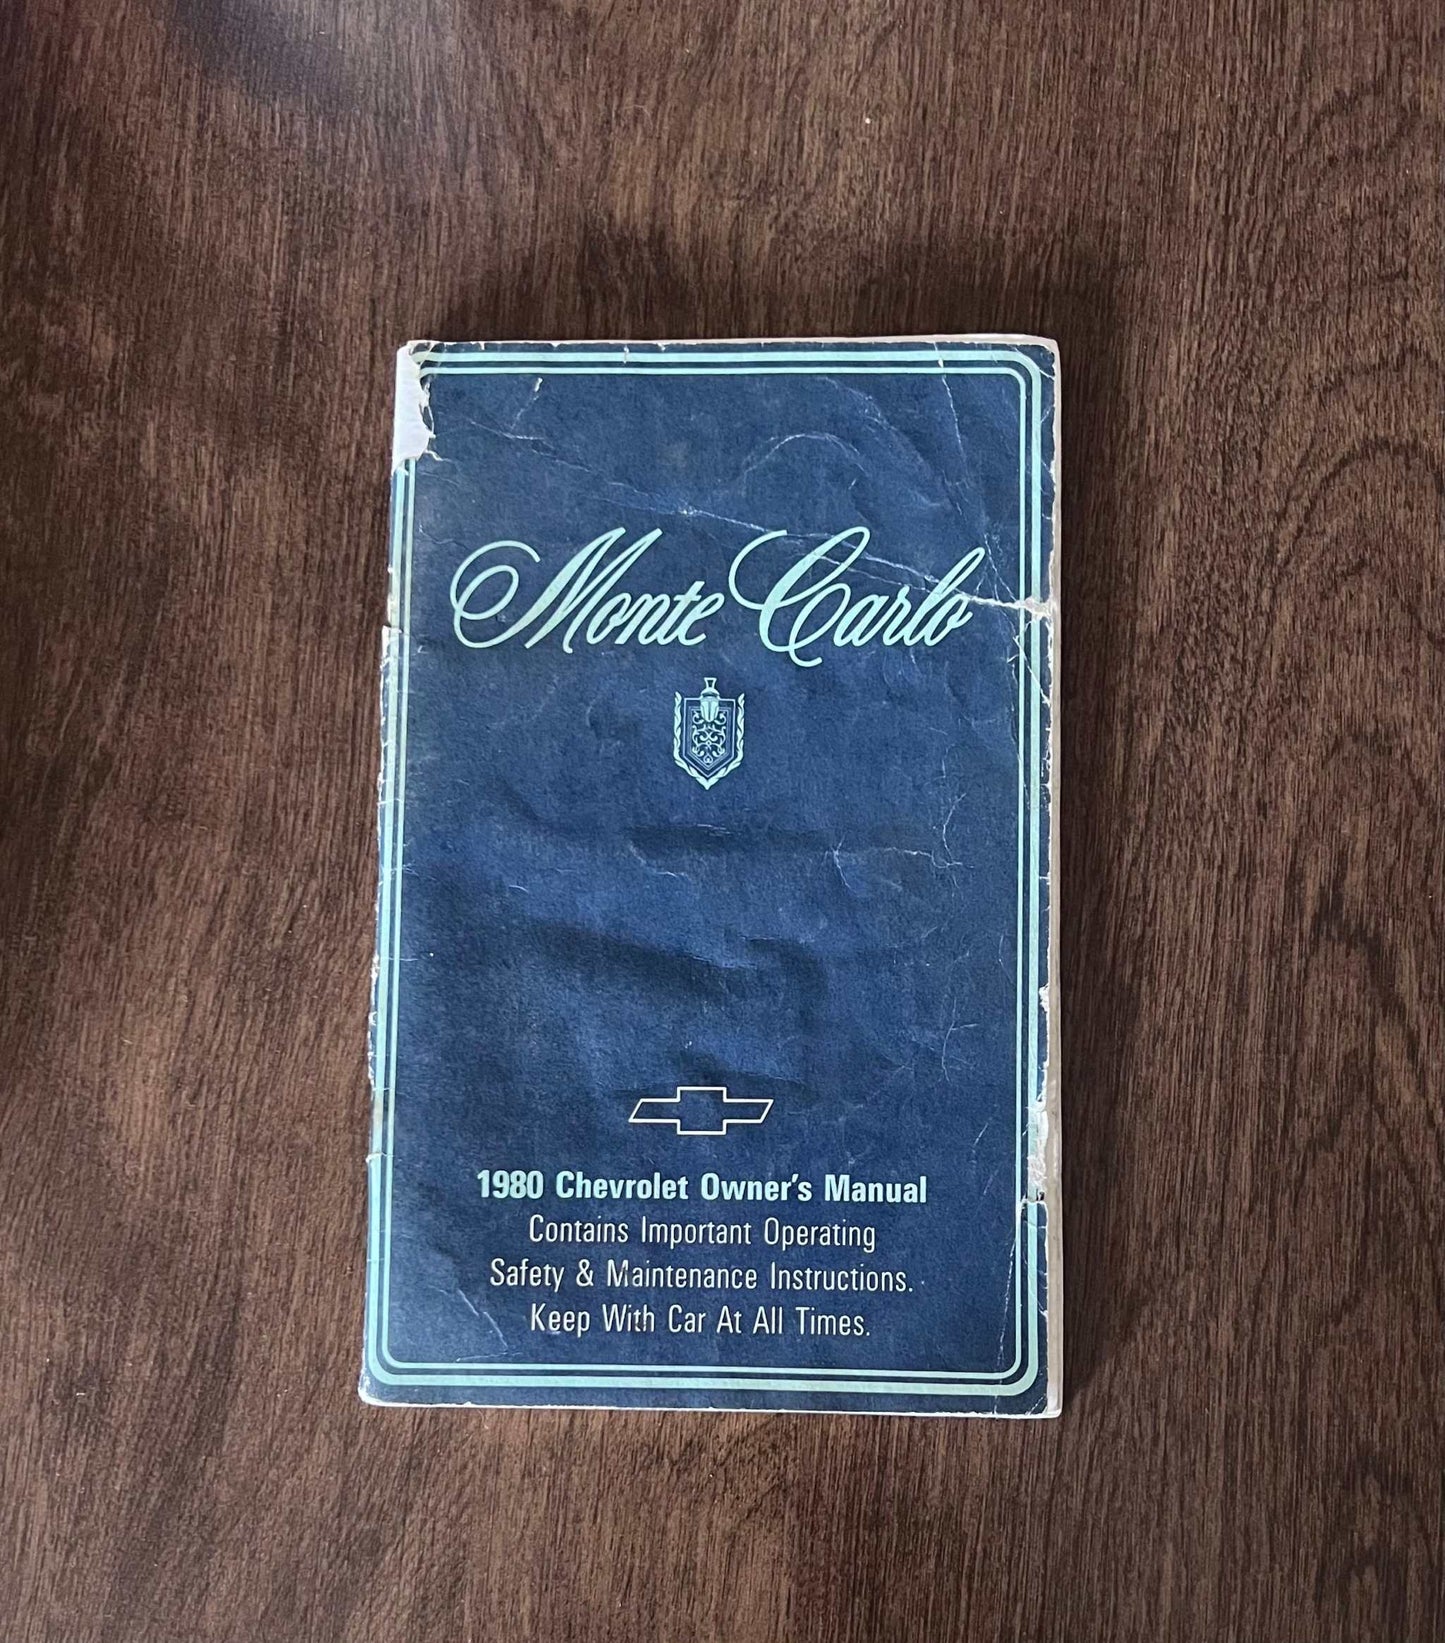 Monte Carlo
1980 Chevrolet Owner's Manual
Contains Important Operating
Safety & Maintenance Instructions.
Keep With Car At All Times.